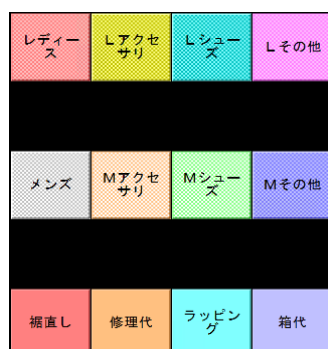 レディー
ス
Lアクセ
サリ
Lシュー
ズ
Lその他
メンズ
Mアクセ
サリ
Mシュー
ズ
Mその他
裾直し
修理代
ラッピン
グ
箱代